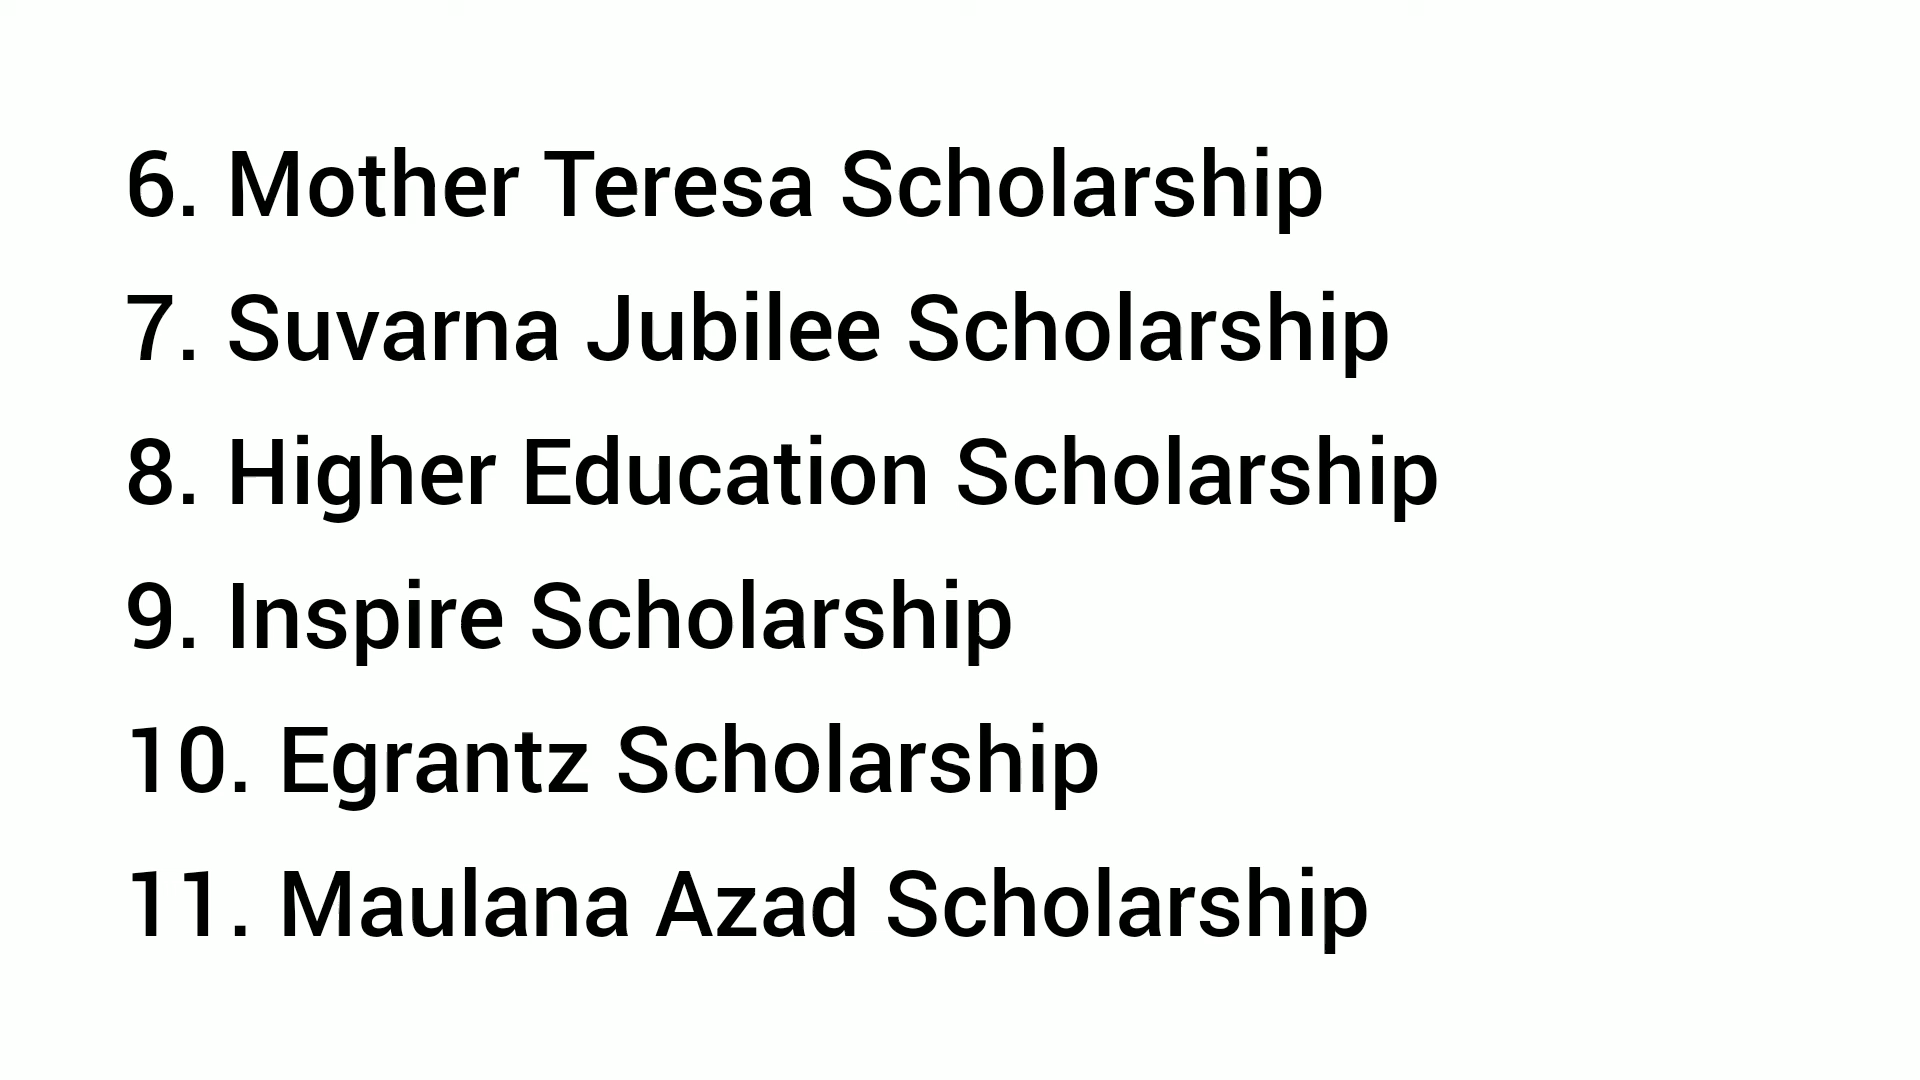 6. Mother Teresa Scholarship
7. Suvarna Jubilee Scholarship
8. Higher Education Scholarship
9. Inspire Scholarship
10. Egrantz Scholarship
11. Maulana Azad Scholarship